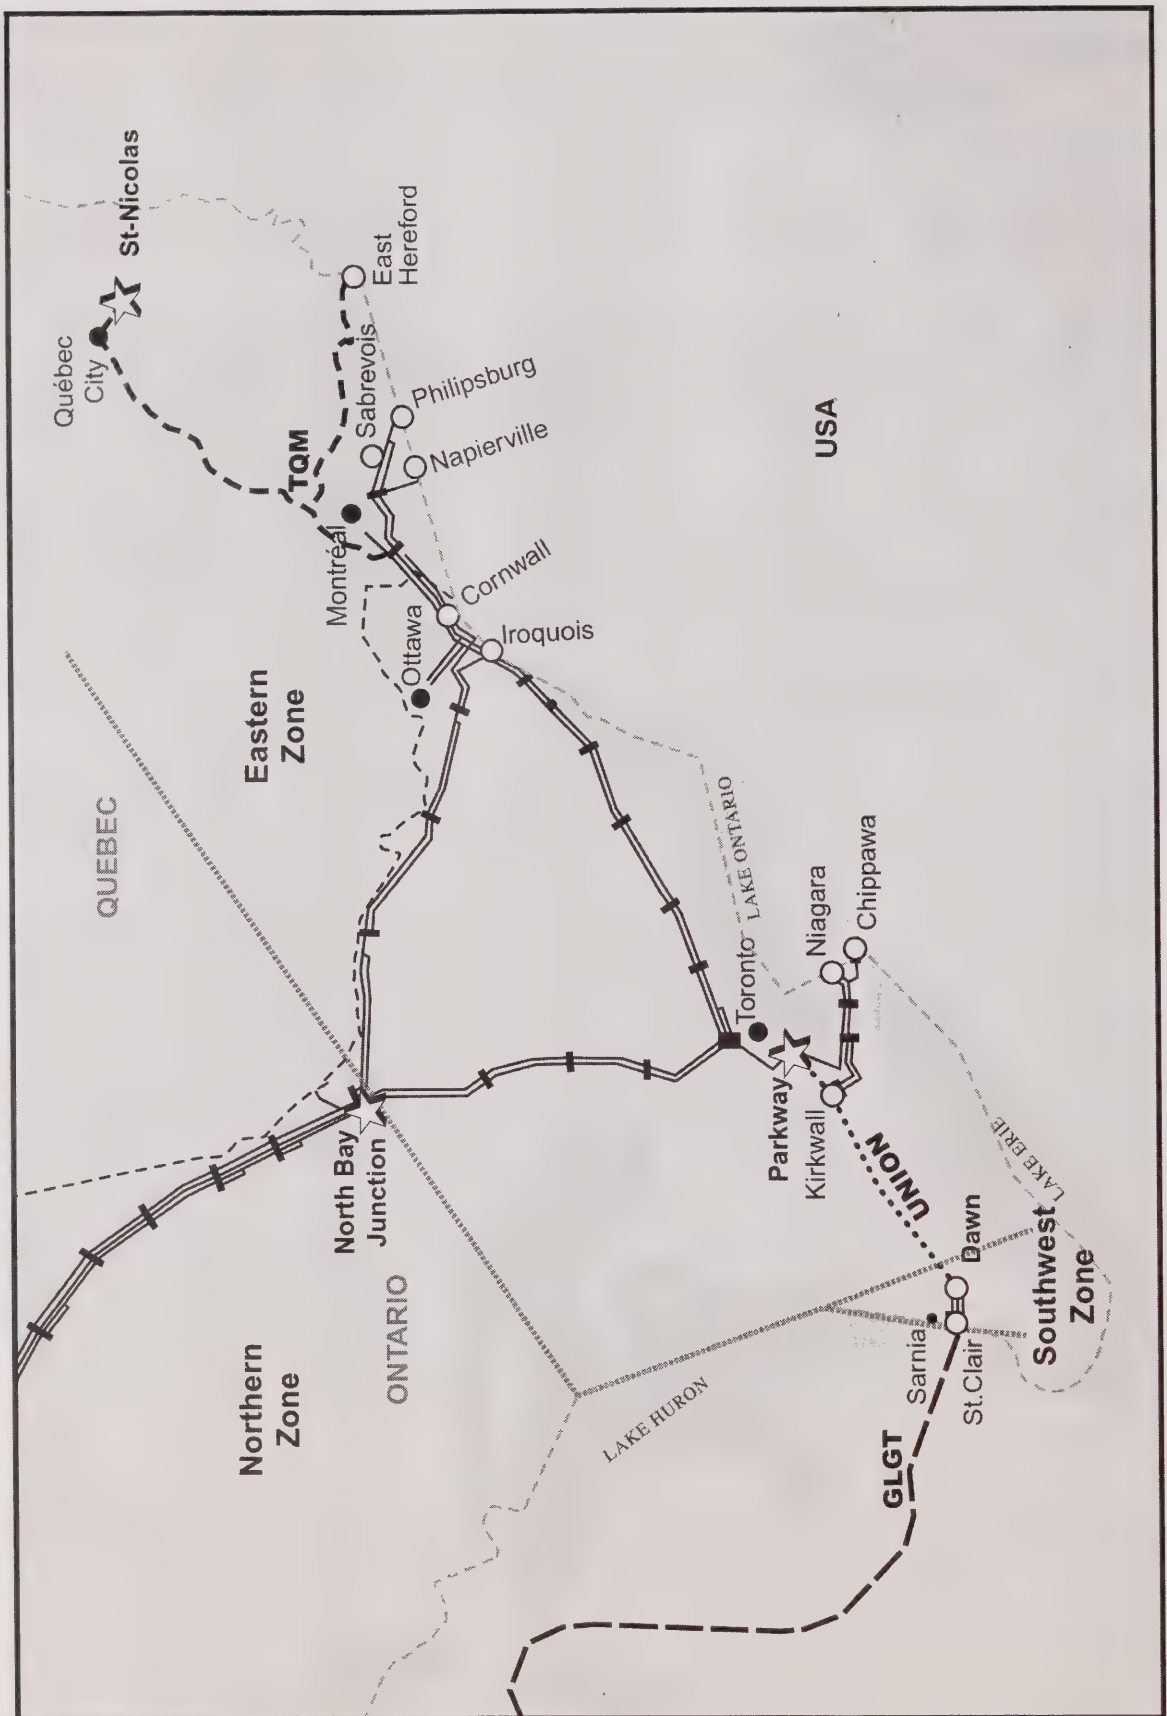 Québec
City
St-Nicolas
TQM
Sabrevois
East
Hereford
Philipsburg
Napierville
Montréal
Cornwall
Ottawa
Iroquois
QUEBEC
Eastern
Zone
USA
LAKE ONTARIO
Toronto
Niagara
Chippawa
North Bay
Junction
Parkway
Kirkwall
UNION
LAKE ERIE
ONTARIO
Northern
Zone
LAKE HURON
Dawn
Southwest
Zone
Sarnia
St.Clair
GLGT